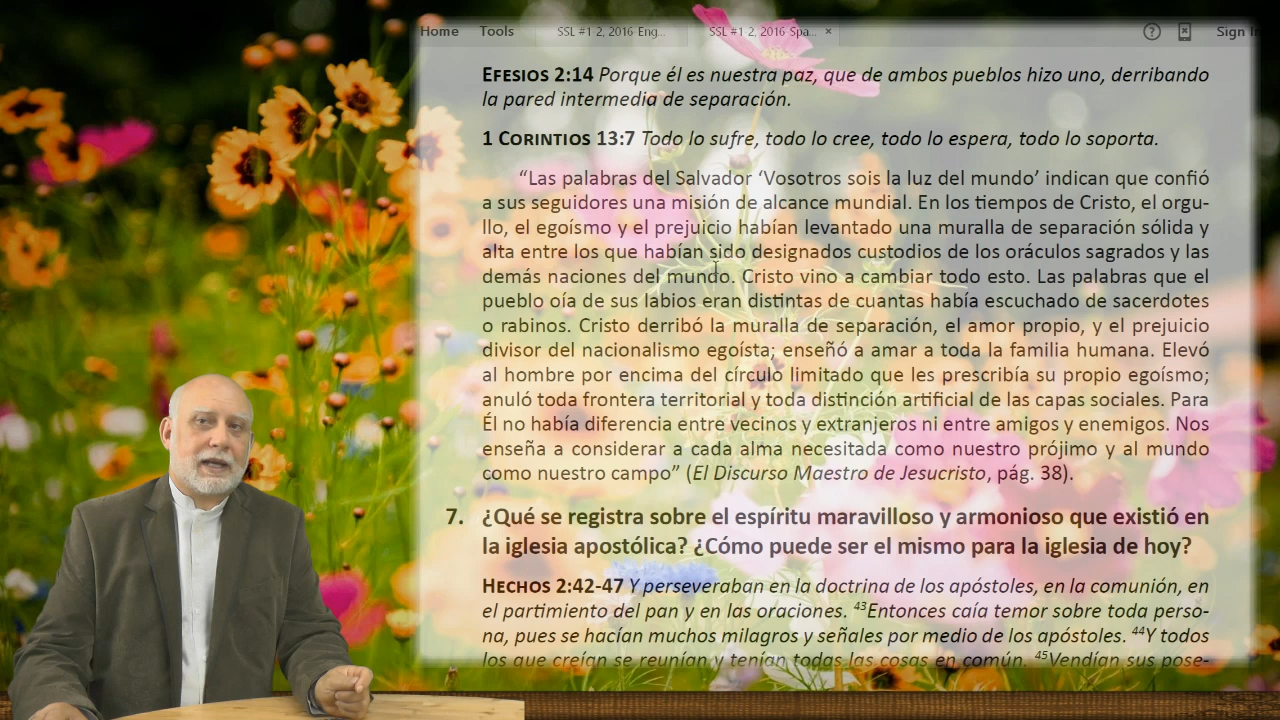 Home Tools SSL #1-2, 2016 Eng... SSL #1-2, 2016 Spa... × Sign In
EFESIOS 2:14 Porque él es nuestra paz, que de ambos pueblos hizo uno, derribando
la pared intermedia de separación.
1 CORINTIOS 13:7 Todo lo sufre, todo lo cree, todo lo espera, todo lo soporta.
“Las palabras del Salvador ‘Vosotros sois la luz del mundo’ indican que confió
a sus seguidores una misión de alcance mundial. En los tiempos de Cristo, el orgu-
llo, el egoísmo y el prejuicio habían levantado una muralla de separación sólida y
alta entre los que habían sido designados custodios de los oráculos sagrados y las
demás naciones del mundo. Cristo vino a cambiar todo esto. Las palabras que el
pueblo oía de sus labios eran distintas de cuantas había escuchado de sacerdotes
o rabinos. Cristo derribó la muralla de separación, el amor propio, y el prejuicio
divisor del nacionalismo egoísta; enseñó a amar a toda la familia humana. Elevó
al hombre por encima del círculo limitado que les prescribía su propio egoísmo;
anuló toda frontera territorial y toda distinción artificial de las capas sociales. Para
Él no había diferencia entre vecinos y extranjeros ni entre amigos y enemigos. Nos
enseña a considerar a cada alma necesitada como nuestro prójimo y al mundo
como nuestro campo” (El Discurso Maestro de Jesucristo, pág. 38).
7. ¿Qué se registra sobre el espíritu maravilloso y armonioso que existió en
la iglesia apostólica? ¿Cómo puede ser el mismo para la iglesia de hoy?
HECHOS 2:42-47 Y perseveraban en la doctrina de los apóstoles, en la comunión, en
el partimiento del pan y en las oraciones. 43Entonces caía temor sobre toda perso-
na, pues se hacían muchos milagros y señales por medio de los apóstoles. 44Y todos
los que creían se reunían y tenían todas las cosas en común. 45Vendían sus pose-